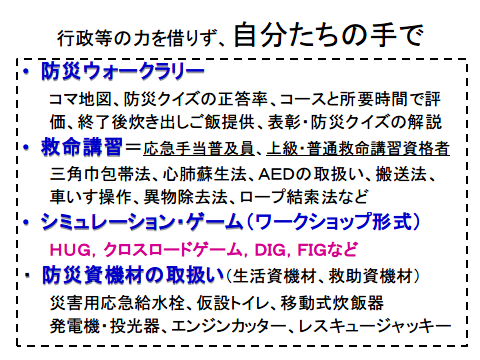 行政等の力を借りず、自分たちの手で
・ 防災ウォークラリー
コマ地図、防災クイズの正答率、コースと所要時間で評
価、終了後炊き出しご飯提供、表彰・防災クイズの解説
・ 救命講習＝応急手当普及員、上級・普通救命講習資格者
三角巾包帯法、心肺蘇生法、AEDの取扱い、搬送法、
車いす操作、異物除去法、ロープ結索法など
・ シミュレーション・ゲーム（ワークショップ形式）
HUG, クロスロードゲーム, DIG, FIGなど
・ 防災資機材の取扱い（生活資機材、救助資機材）
災害用応急給水栓、仮設トイレ、移動式炊飯器
発電機・投光器、エンジンカッター、レスキュージャッキー